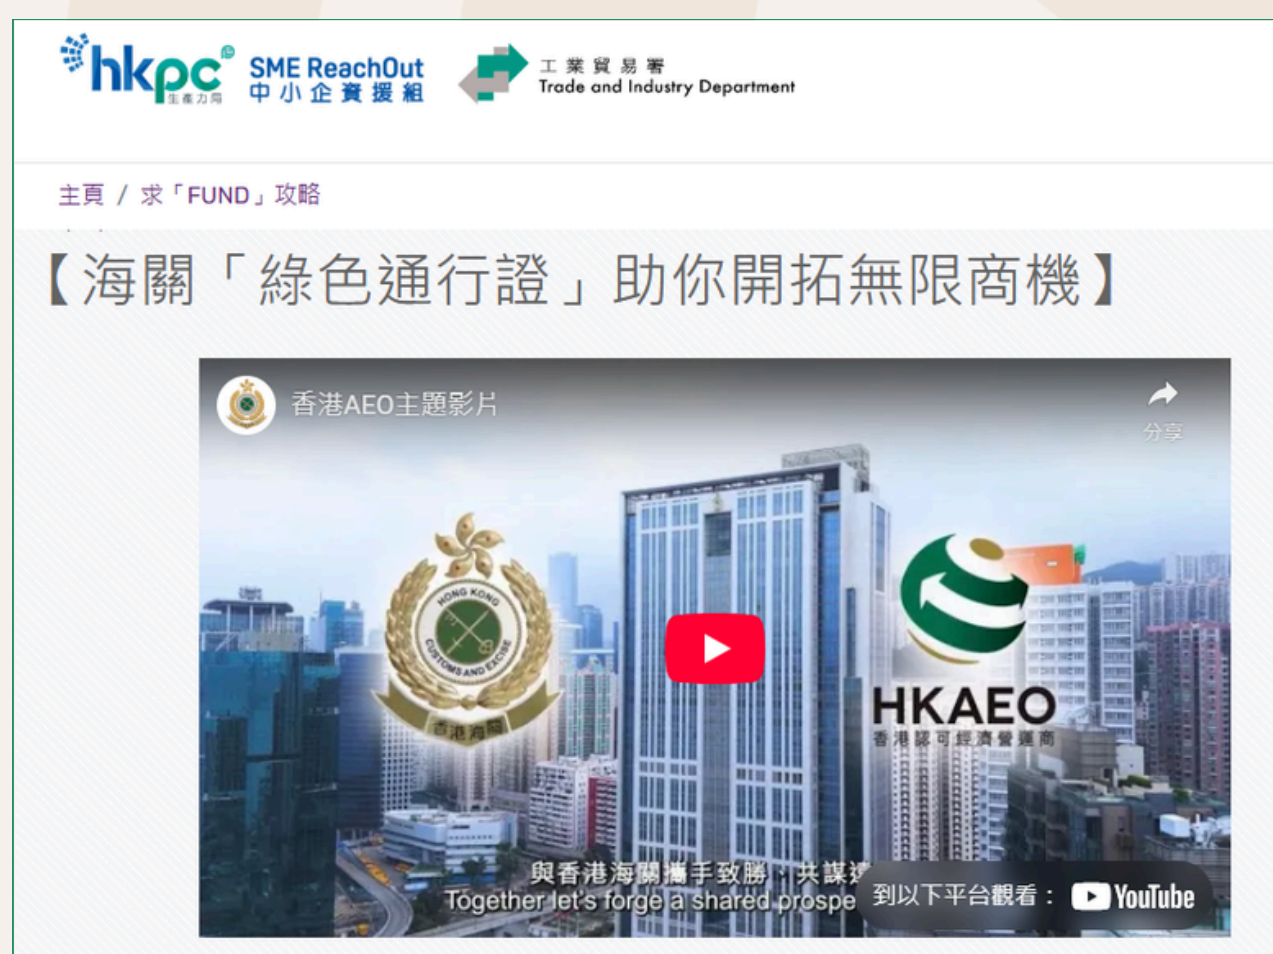 hkpc
生產力局
SME ReachOut
中小企資援組
工業貿易署
Trade and Industry Department
主頁 / 求「FUND」攻略
【海關「綠色通行證」助你開拓無限商機】
香港AEO主題影片
分享
HONG KONG
CUSTOMS AND EXCISE
香港海關
HKAEO
香港認可經濟營運商
與香港海關攜手致勝、共謀遠
Together let's forge a shared prospe
到以下平台觀看：
YouTube